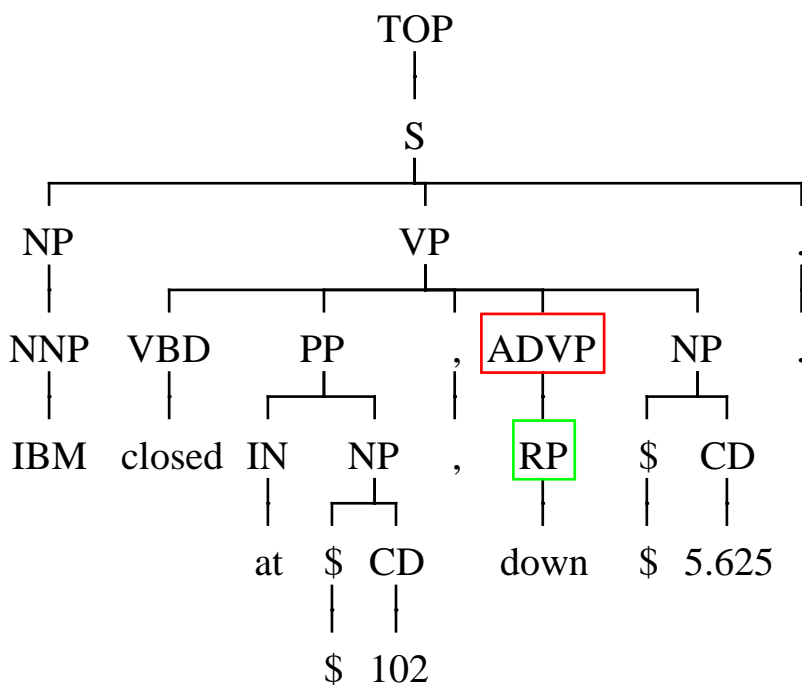 TOP
S
NP VP .
NNP VBD PP , ADVP NP .
IBM closed IN NP , RP $ CD
at $ CD down $ 5.625
$ 102